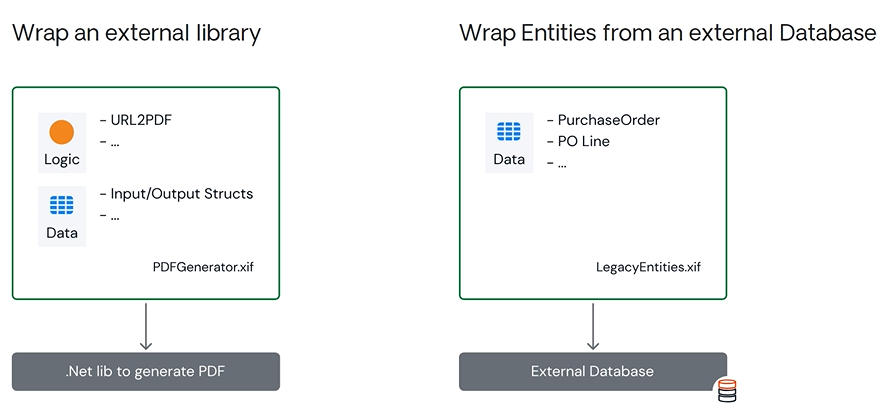 Wrap an external library
Wrap Entities from an external Database
Logic
- URL2PDF
- ...
Data
- Input/Output Structs
- ...
PDFGenerator.xif
.Net lib to generate PDF
Data
- PurchaseOrder
- PO Line
- ...
LegacyEntities.xif
External Database